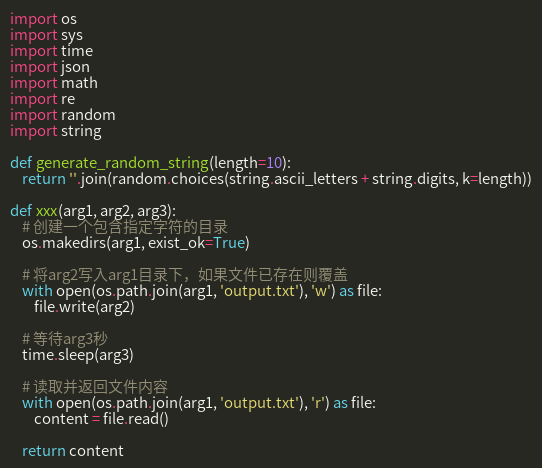 import os
import sys
import time
import json
import math
import re
import random
import string

def generate_random_string(length=10):
    return ''.join(random.choices(string.ascii_letters + string.digits, k=length))

def xxx(arg1, arg2, arg3):
    # 创建一个包含指定字符的目录
    os.makedirs(arg1, exist_ok=True)

    # 将arg2写入arg1目录下，如果文件已存在则覆盖
    with open(os.path.join(arg1, 'output.txt'), 'w') as file:
        file.write(arg2)

    # 等待arg3秒
    time.sleep(arg3)

    # 读取并返回文件内容
    with open(os.path.join(arg1, 'output.txt'), 'r') as file:
        content = file.read()

    return content